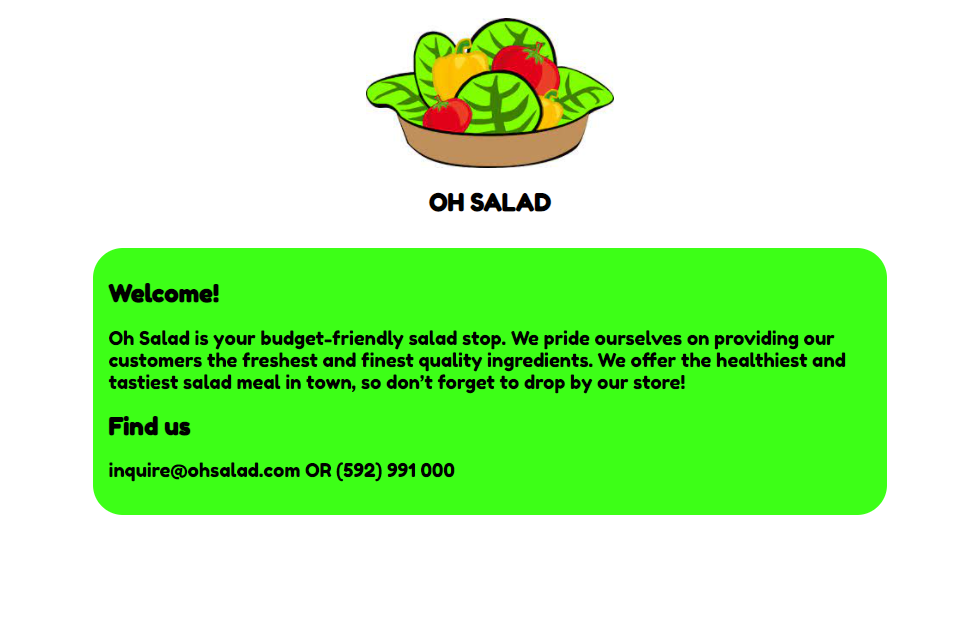 OH SALAD
Welcome!
Oh Salad is your budget-friendly salad stop. We pride ourselves on providing our
customers the freshest and finest quality ingredients. We offer the healthiest and
tastiest salad meal in town, so don’t forget to drop by our store!
Find us
inquire@ohsalad.com OR (592) 991 000